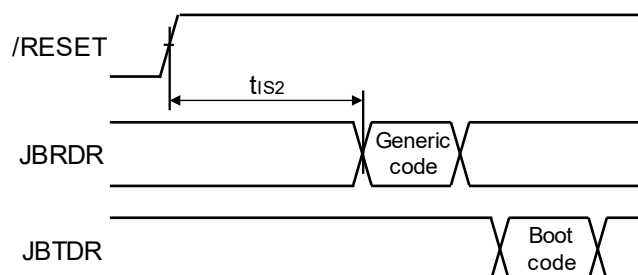 /RESET
tIS2
JBRDR
Generic
code
JBTDR
Boot
code